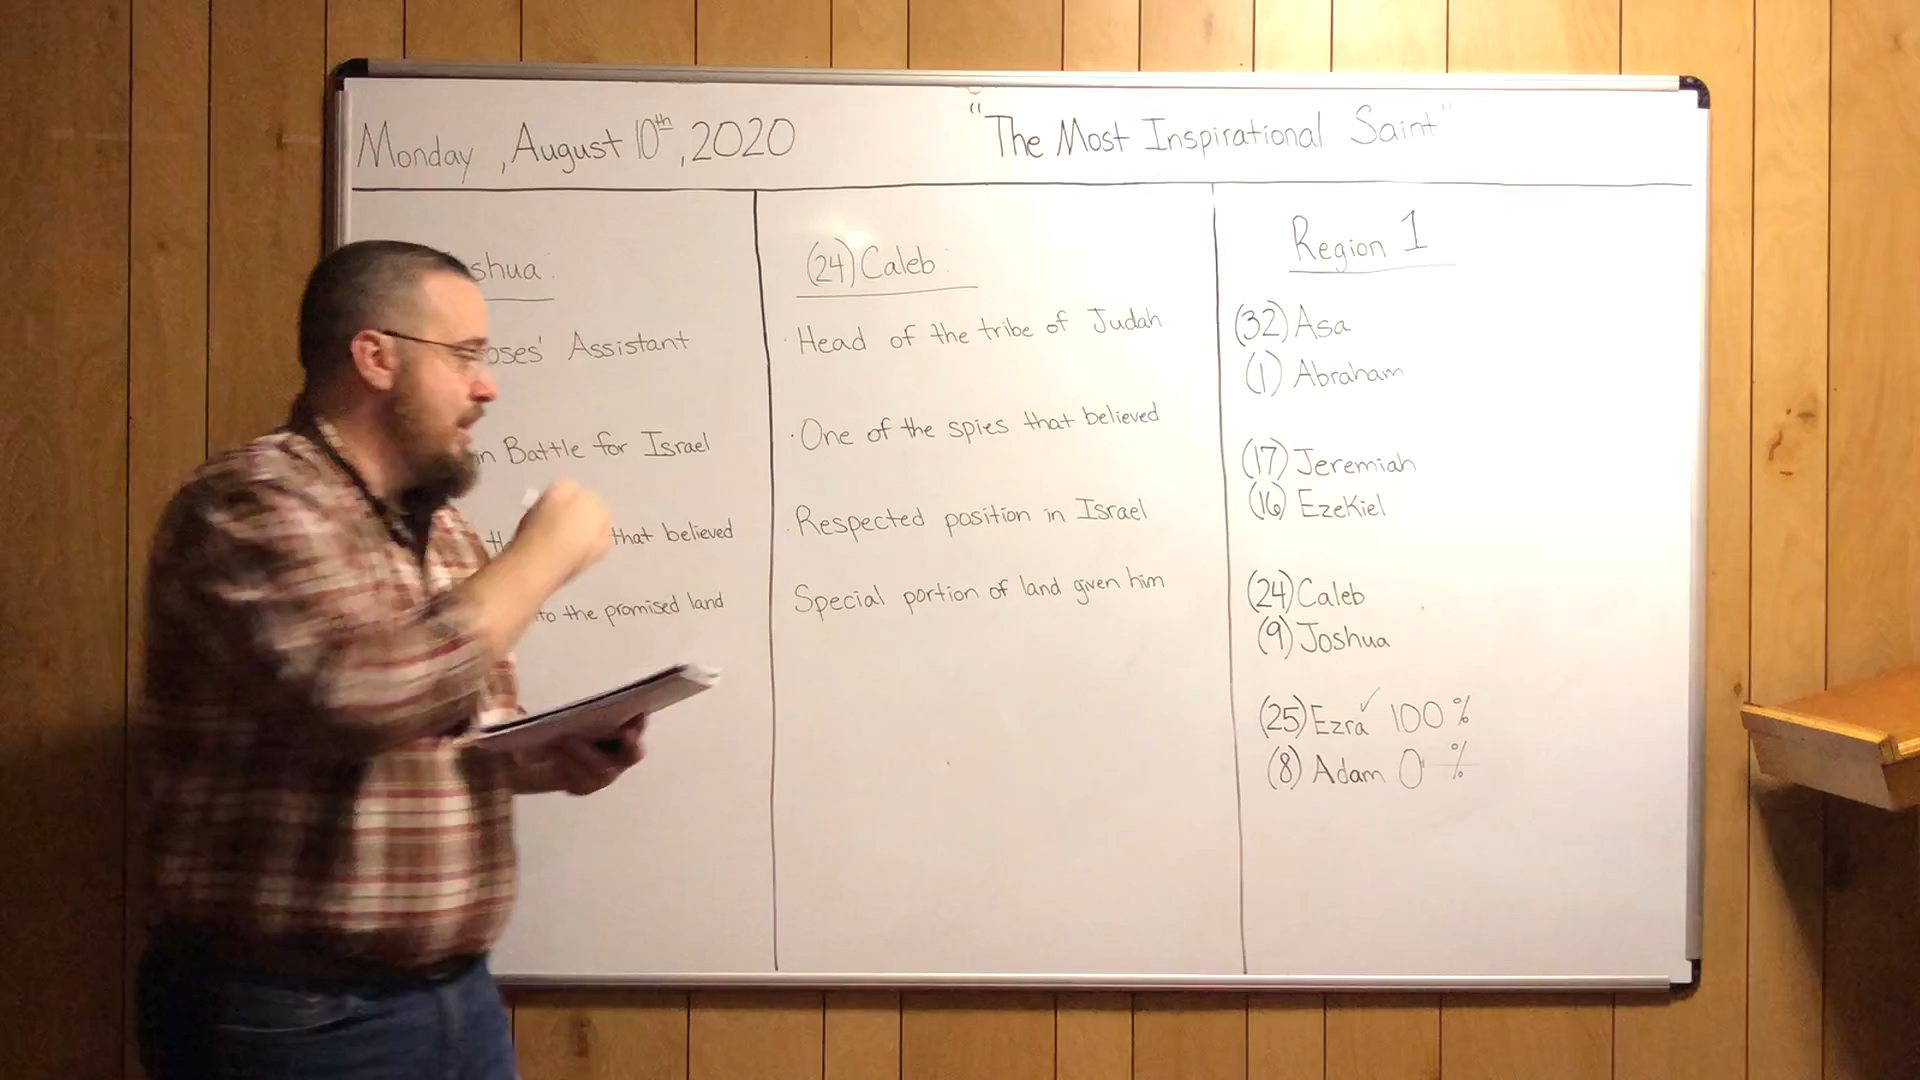 Monday, August 10th, 2020
"The Most Inspirational Saint"
shua:
oses' Assistant
in Battle for Israel
that believed
to the promised land
(24) Caleb:
· Head of the tribe of Judah
· One of the spies that believed
· Respected position in Israel
Special portion of land given him
Region 1
(32) Asa
(1) Abraham
(17) Jeremiah
(16) Ezekiel
(24) Caleb
(9) Joshua
(25) Ezra ✓ 100%
(8) Adam 0%